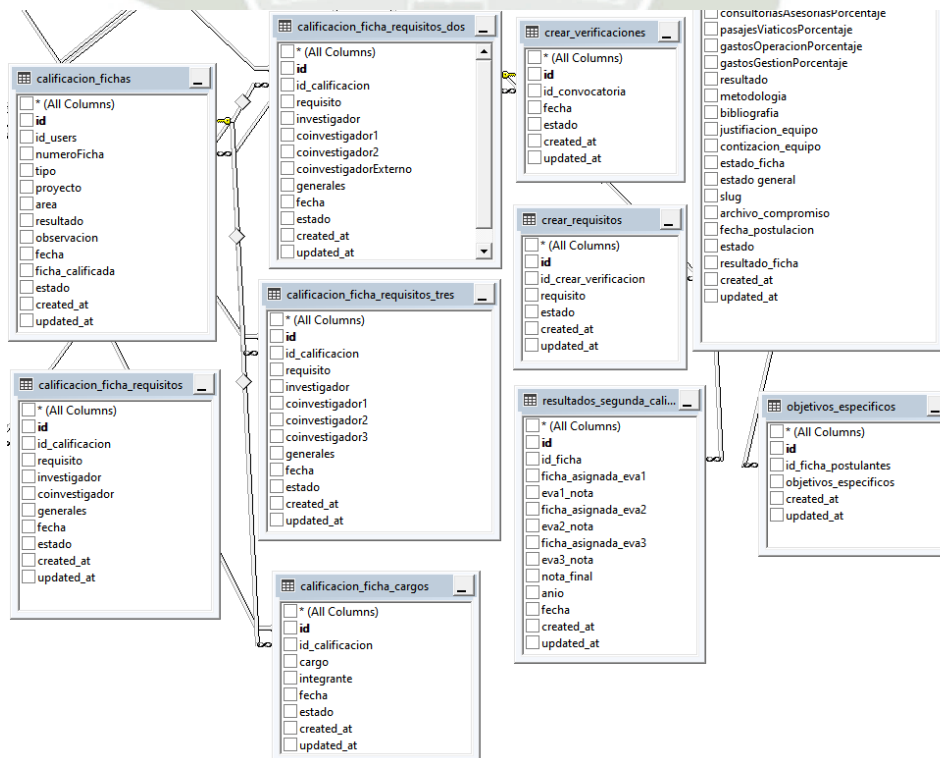 calificacion_fichas
* (All Columns)
id
id_users
numeroFicha
tipo
proyecto
area
resultado
observacion
fecha
ficha_calificada
estado
created_at
updated_at
calificacion_ficha_requisitos
* (All Columns)
id
id_calificacion
requisito
investigador
coinvestigador
generales
fecha
estado
created_at
updated_at
calificacion_ficha_requisitos_dos
* (All Columns)
id
id_calificacion
requisito
investigador
coinvestigador1
coinvestigador2
coinvestigadorExterno
generales
fecha
estado
created_at
updated_at
calificacion_ficha_requisitos_tres
* (All Columns)
id
id_calificacion
requisito
investigador
coinvestigador1
coinvestigador2
coinvestigador3
generales
fecha
estado
created_at
updated_at
calificacion_ficha_cargos
* (All Columns)
id
id_calificacion
cargo
integrante
fecha
estado
created_at
updated_at
crear_verificaciones
* (All Columns)
id
id_convocatoria
fecha
estado
created_at
updated_at
crear_requisitos
* (All Columns)
id
id_crear_verificacion
requisito
estado
created_at
updated_at
resultados_segunda_cali...
* (All Columns)
id
id_ficha
ficha_asignada_eva1
eva1_nota
ficha_asignada_eva2
eva2_nota
ficha_asignada_eva3
eva3_nota
nota_final
anio
fecha
created_at
updated_at
consultoriasAsesoriasPorcentaje
pasajesViaticosPorcentaje
gastosOperacionPorcentaje
gastosGestionPorcentaje
resultado
metodologia
bibliografia
justifiacion_equipo
contizacion_equipo
estado_ficha
estado general
slug
archivo_compromiso
fecha_postulacion
estado
resultado_ficha
created_at
updated_at
objetivos_especificos
* (All Columns)
id
id_ficha_postulantes
objetivos_especificos
created_at
updated_at